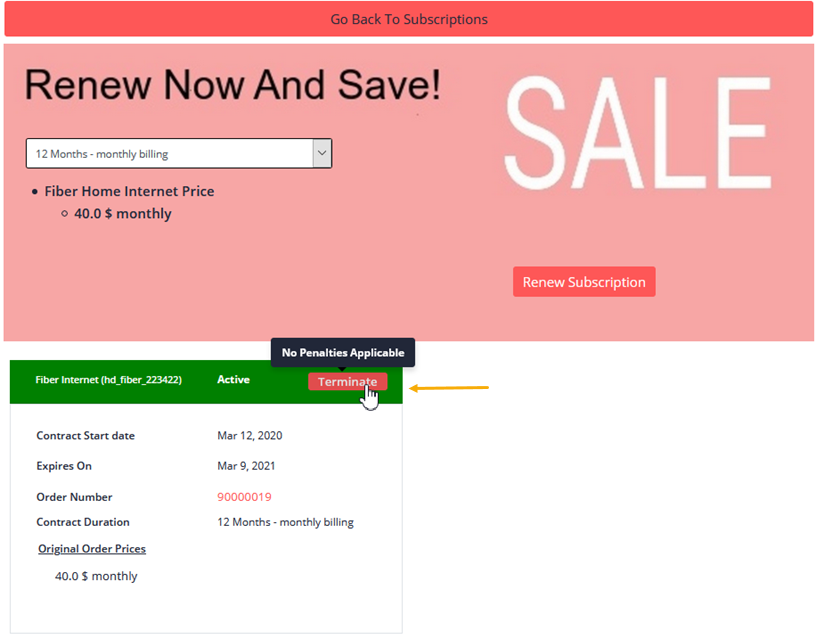 Go Back To Subscriptions
Renew Now And Save!
SALE
12 Months - monthly billing
Fiber Home Internet Price
40.0 $ monthly
Renew Subscription
No Penalties Applicable
Fiber Internet (hd_fiber_223422) Active Terminate
Contract Start date Mar 12, 2020
Expires On Mar 9, 2021
Order Number 90000019
Contract Duration 12 Months - monthly billing
Original Order Prices
40.0 $ monthly